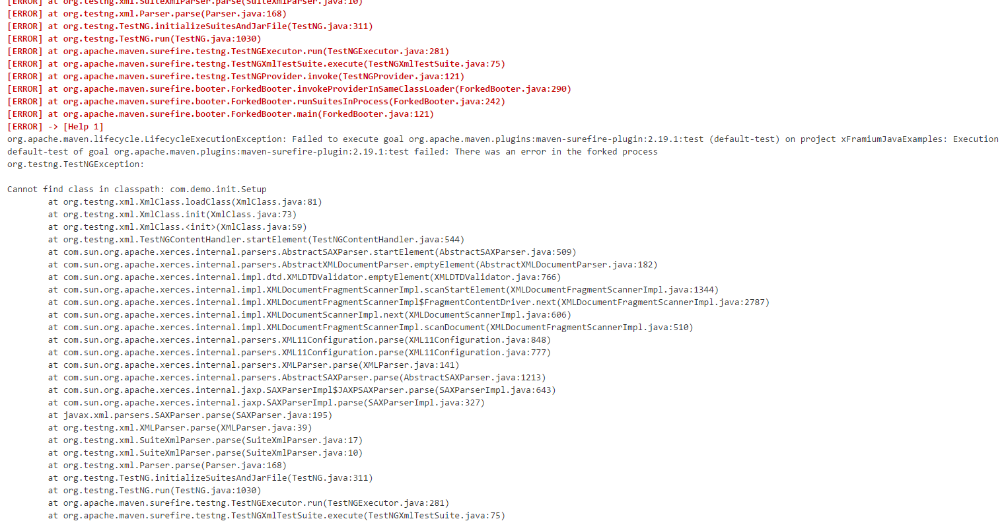 [ERROR] at org.testng.xml.SuiteXmlParser.parse(SuiteXmlParser.java:10)
[ERROR] at org.testng.xml.Parser.parse(Parser.java:168)
[ERROR] at org.testng.TestNG.initializeSuitesAndJarFile(TestNG.java:311)
[ERROR] at org.testng.TestNG.run(TestNG.java:1030)
[ERROR] at org.apache.maven.surefire.testng.TestNGExecutor.run(TestNGExecutor.java:281)
[ERROR] at org.apache.maven.surefire.testng.TestNGXmlTestSuite.execute(TestNGXmlTestSuite.java:75)
[ERROR] at org.apache.maven.surefire.testng.TestNGProvider.invoke(TestNGProvider.java:121)
[ERROR] at org.apache.maven.surefire.booter.ForkedBooter.invokeProviderInSameClassLoader(ForkedBooter.java:290)
[ERROR] at org.apache.maven.surefire.booter.ForkedBooter.runSuitesInProcess(ForkedBooter.java:242)
[ERROR] at org.apache.maven.surefire.booter.ForkedBooter.main(ForkedBooter.java:121)
[ERROR] -> [Help 1]
org.apache.maven.lifecycle.LifecycleExecutionException: Failed to execute goal org.apache.maven.plugins:maven-surefire-plugin:2.19.1:test (default-test) on project xFramiumJavaExamples: Execution
default-test of goal org.apache.maven.plugins:maven-surefire-plugin:2.19.1:test failed: There was an error in the forked process
org.testng.TestNGException:
Cannot find class in classpath: com.demo.init.Setup
at org.testng.xml.XmlClass.loadClass(XmlClass.java:81)
at org.testng.xml.XmlClass.init(XmlClass.java:73)
at org.testng.xml.XmlClass.<init>(XmlClass.java:59)
at org.testng.xml.TestNGContentHandler.startElement(TestNGContentHandler.java:544)
at com.sun.org.apache.xerces.internal.parsers.AbstractSAXParser.startElement(AbstractSAXParser.java:509)
at com.sun.org.apache.xerces.internal.parsers.AbstractXMLDocumentParser.emptyElement(AbstractXMLDocumentParser.java:182)
at com.sun.org.apache.xerces.internal.impl.dtd.XMLDTDValidator.emptyElement(XMLDTDValidator.java:766)
at com.sun.org.apache.xerces.internal.impl.XMLDocumentFragmentScannerImpl.scanStartElement(XMLDocumentFragmentScannerImpl.java:1344)
at com.sun.org.apache.xerces.internal.impl.XMLDocumentFragmentScannerImpl$FragmentContentDriver.next(XMLDocumentFragmentScannerImpl.java:2787)
at com.sun.org.apache.xerces.internal.impl.XMLDocumentScannerImpl.next(XMLDocumentScannerImpl.java:606)
at com.sun.org.apache.xerces.internal.impl.XMLDocumentFragmentScannerImpl.scanDocument(XMLDocumentFragmentScannerImpl.java:510)
at com.sun.org.apache.xerces.internal.parsers.XML11Configuration.parse(XML11Configuration.java:848)
at com.sun.org.apache.xerces.internal.parsers.XML11Configuration.parse(XML11Configuration.java:777)
at com.sun.org.apache.xerces.internal.parsers.XMLParser.parse(XMLParser.java:141)
at com.sun.org.apache.xerces.internal.parsers.AbstractSAXParser.parse(AbstractSAXParser.java:1213)
at com.sun.org.apache.xerces.internal.jaxp.SAXParserImpl$JAXPSAXParser.parse(SAXParserImpl.java:643)
at com.sun.org.apache.xerces.internal.jaxp.SAXParserImpl.parse(SAXParserImpl.java:327)
at javax.xml.parsers.SAXParser.parse(SAXParser.java:195)
at org.testng.xml.XMLParser.parse(XMLParser.java:39)
at org.testng.xml.SuiteXmlParser.parse(SuiteXmlParser.java:17)
at org.testng.xml.SuiteXmlParser.parse(SuiteXmlParser.java:10)
at org.testng.xml.Parser.parse(Parser.java:168)
at org.testng.TestNG.initializeSuitesAndJarFile(TestNG.java:311)
at org.testng.TestNG.run(TestNG.java:1030)
at org.apache.maven.surefire.testng.TestNGExecutor.run(TestNGExecutor.java:281)
at org.apache.maven.surefire.testng.TestNGXmlTestSuite.execute(TestNGXmlTestSuite.java:75)